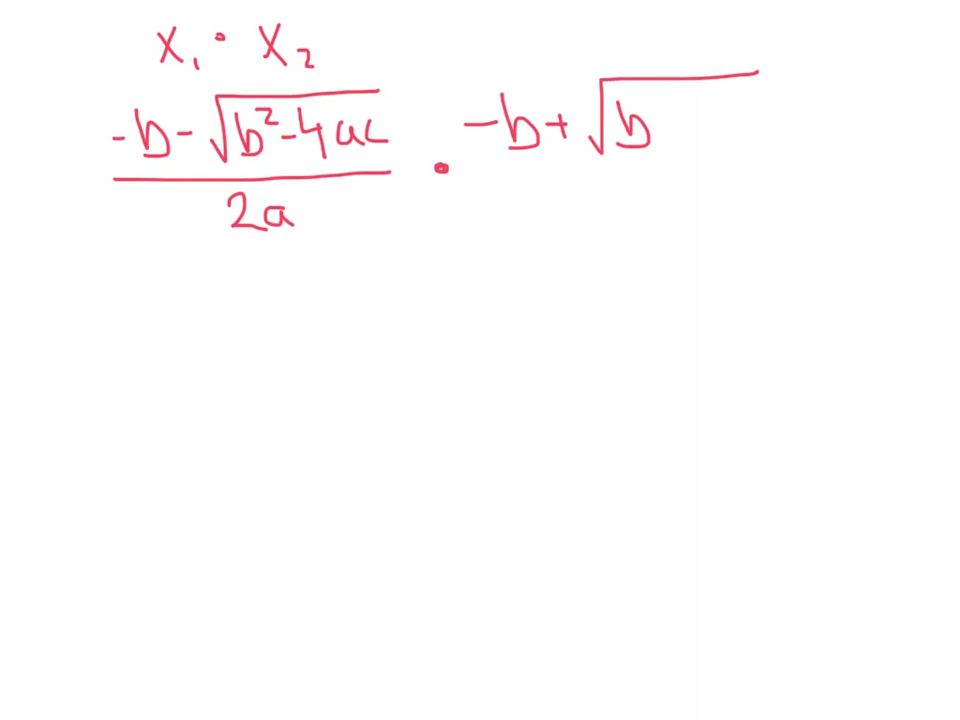 x₁ · x₂
(-b - √(b² - 4ac))/(2a) · -b + √b